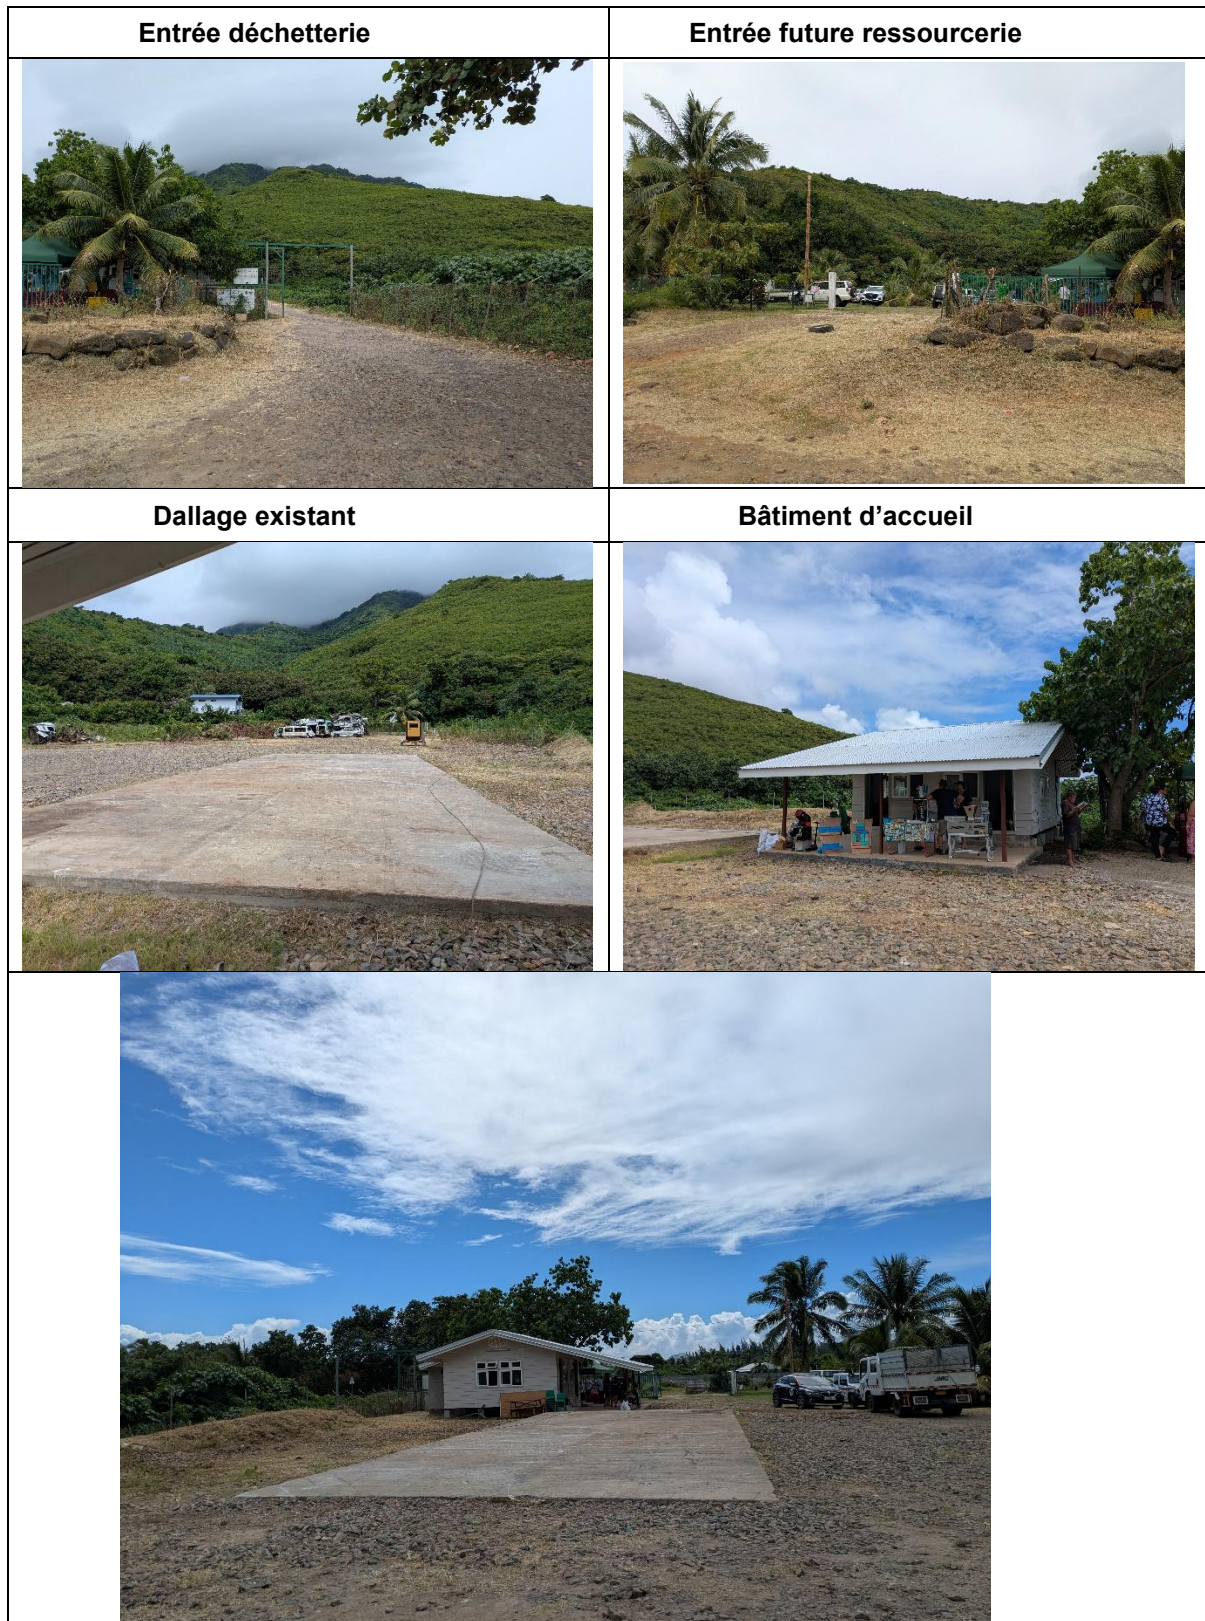 Entrée déchetterie
Entrée future ressourcerie
Dallage existant
Bâtiment d’accueil